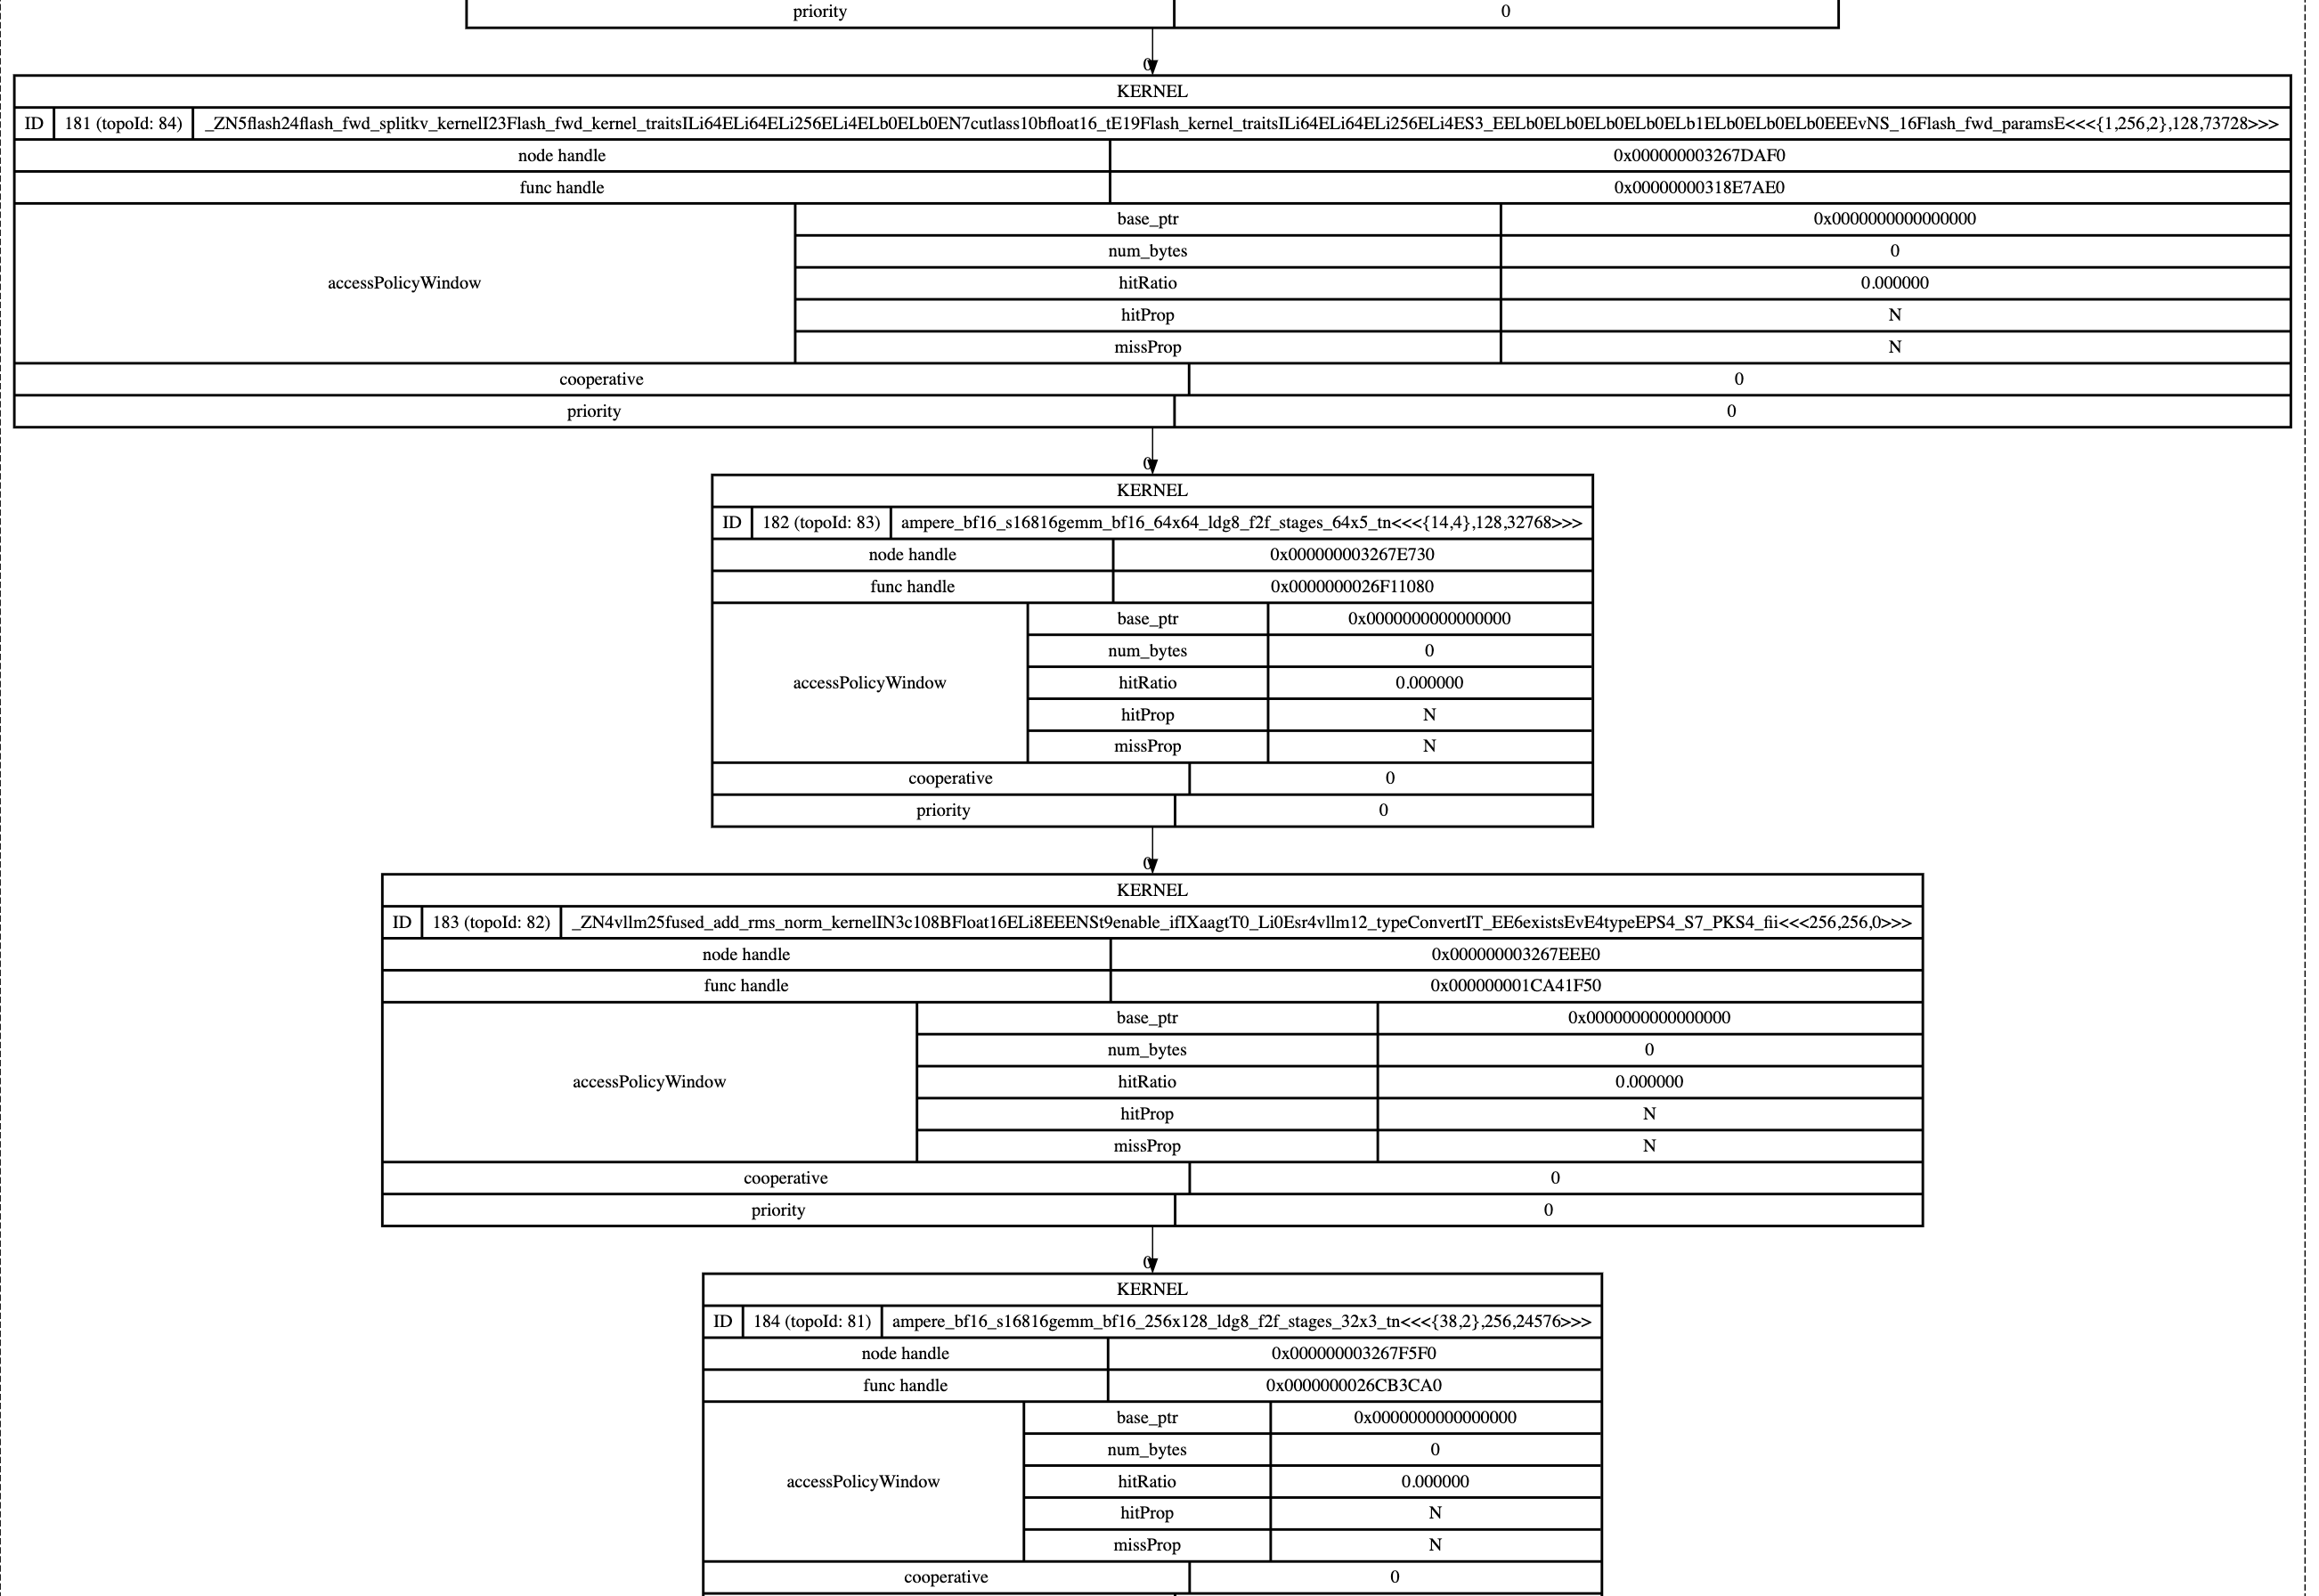 priority 0
0
KERNEL
ID 181 (topoId: 84) _ZN5flash24flash_fwd_splitkv_kernelI23Flash_fwd_kernel_traitsILi64ELi64ELi256ELi4ELb0ELb0EN7cutlass10bfloat16_tE19Flash_kernel_traitsILi64ELi64ELi256ELi4ES3_EELb0ELb0ELb0ELb0ELb1ELb0ELb0ELb0EEEvNS_16Flash_fwd_paramsE<<<{1,256,2},128,73728>>>
node handle 0x000000003267DAF0
func handle 0x00000000318E7AE0
accessPolicyWindow
base_ptr 0x0000000000000000
num_bytes 0
hitRatio 0.000000
hitProp N
missProp N
cooperative 0
priority 0
0
KERNEL
ID 182 (topoId: 83) ampere_bf16_s16816gemm_bf16_64x64_ldg8_f2f_stages_64x5_tn<<<{14,4},128,32768>>>
node handle 0x000000003267E730
func handle 0x0000000026F11080
accessPolicyWindow
base_ptr 0x0000000000000000
num_bytes 0
hitRatio 0.000000
hitProp N
missProp N
cooperative 0
priority 0
0
KERNEL
ID 183 (topoId: 82) _ZN4vllm25fused_add_rms_norm_kernelIN3c108BFloat16ELi8EEENSt9enable_ifIXaagtT0_Li0Esr4vllm12_typeConvertIT_EE6existsEvE4typeEPS4_S7_PKS4_fii<<<256,256,0>>>
node handle 0x000000003267EEE0
func handle 0x000000001CA41F50
accessPolicyWindow
base_ptr 0x0000000000000000
num_bytes 0
hitRatio 0.000000
hitProp N
missProp N
cooperative 0
priority 0
0
KERNEL
ID 184 (topoId: 81) ampere_bf16_s16816gemm_bf16_256x128_ldg8_f2f_stages_32x3_tn<<<{38,2},256,24576>>>
node handle 0x000000003267F5F0
func handle 0x0000000026CB3CA0
accessPolicyWindow
base_ptr 0x0000000000000000
num_bytes 0
hitRatio 0.000000
hitProp N
missProp N
cooperative 0